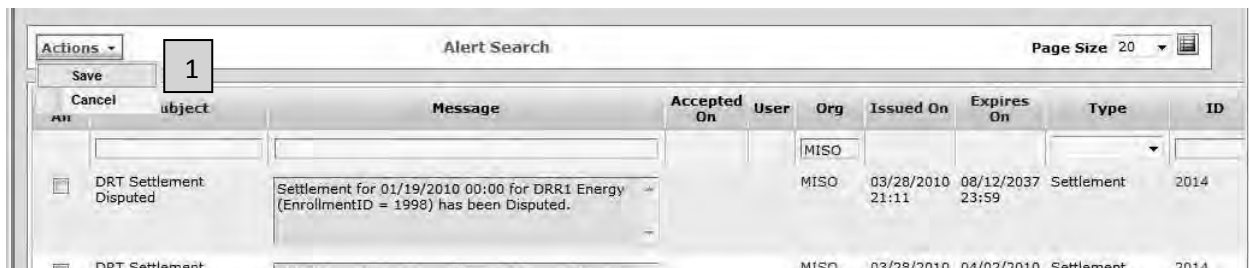 Actions
Alert Search
Page Size 20
1
Save
Cancel
All
ubject
Message
Accepted On
User
Org
Issued On
Expires On
Type
ID
MISO
DRT Settlement
Disputed
Settlement for 01/19/2010 00:00 for DRR1 Energy
(EnrollmentID = 1998) has been Disputed.
MISO
03/28/2010
21:11
08/12/2037
23:59
Settlement
2014
DRT Settlement
MISO
03/28/2010
04/02/2010
Settlement
2014